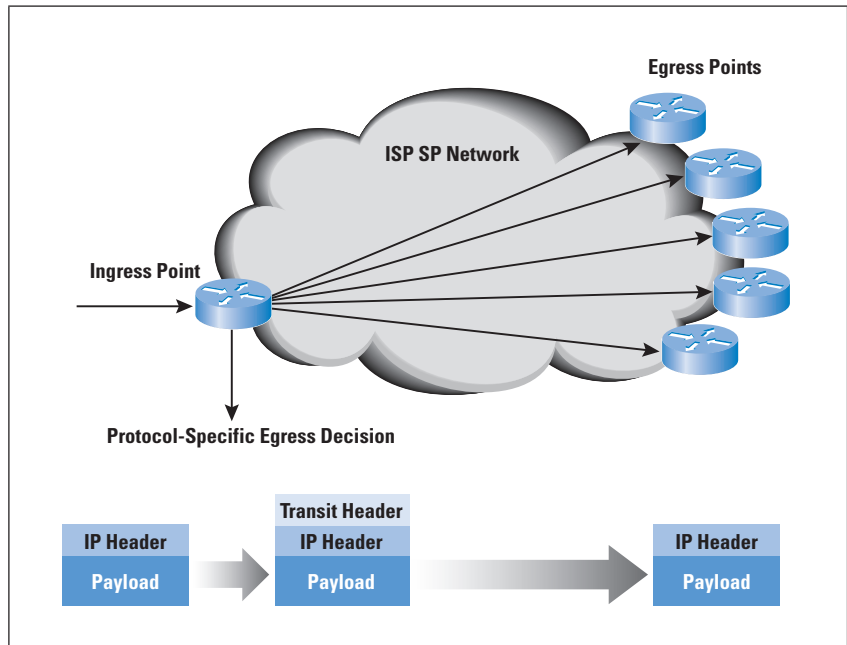 Egress Points
ISP SP Network
Ingress Point
Protocol-Specific Egress Decision
Transit Header
IP Header
IP Header
IP Header
Payload
Payload
Payload